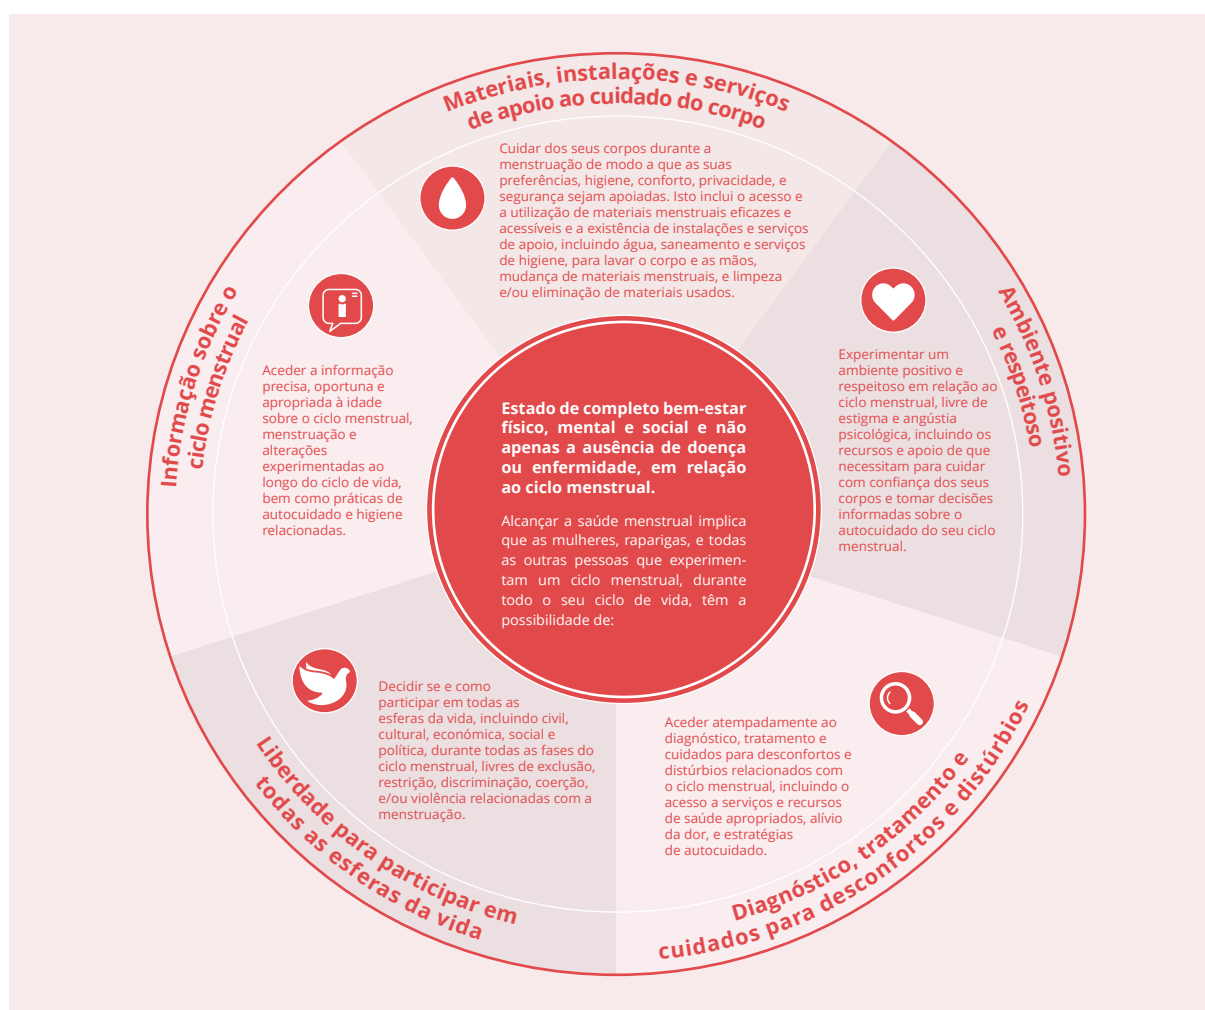 Materiais, instalações e serviços
de apoio ao cuidado do corpo
Cuidar dos seus corpos durante a
menstruação de modo a que as suas
preferências, higiene, conforto, privacidade, e
segurança sejam apoiadas. Isto inclui o acesso e
a utilização de materiais menstruais eficazes e
acessíveis e a existência de instalações e serviços
de apoio, incluindo água, saneamento e serviços
de higiene, para lavar o corpo e as mãos,
mudança de materiais menstruais, e limpeza
e/ou eliminação de materiais usados.
Ambiente positivo
e respeitoso
Experimentar um
ambiente positivo e
respeitoso em relação ao
ciclo menstrual, livre de
estigma e angústia
psicológica, incluindo os
recursos e apoio de que
necessitam para cuidar
com confiança dos seus
corpos e tomar decisões
informadas sobre o
autocuidado do seu ciclo
menstrual.
Informação sobre o
ciclo menstrual
Aceder a informação
precisa, oportuna e
apropriada à idade
sobre o ciclo menstrual,
menstruação e
alterações
experimentadas ao
longo do ciclo de vida,
bem como práticas de
autocuidado e higiene
relacionadas.
Estado de completo bem-estar
físico, mental e social e não
apenas a ausência de doença
ou enfermidade, em relação
ao ciclo menstrual.
Alcançar a saúde menstrual implica
que as mulheres, raparigas, e todas
as outras pessoas que experimen-
tam um ciclo menstrual, durante
todo o seu ciclo de vida, têm a
possibilidade de:
Decidir se e como
participar em todas as
esferas da vida, incluindo civil,
cultural, económica, social e
política, durante todas as fases do
ciclo menstrual, livres de exclusão,
restrição, discriminação, coerção,
e/ou violência relacionadas com a
menstruação.
Liberdade para participar em
todas as esferas da vida
Aceder atempadamente ao
diagnóstico, tratamento e
cuidados para desconfortos e
distúrbios relacionados com
o ciclo menstrual, incluindo o
acesso a serviços e recursos
de saúde apropriados, alívio
da dor, e estratégias
de autocuidado.
Diagnóstico, tratamento e
cuidados para desconfortos e distúrbios